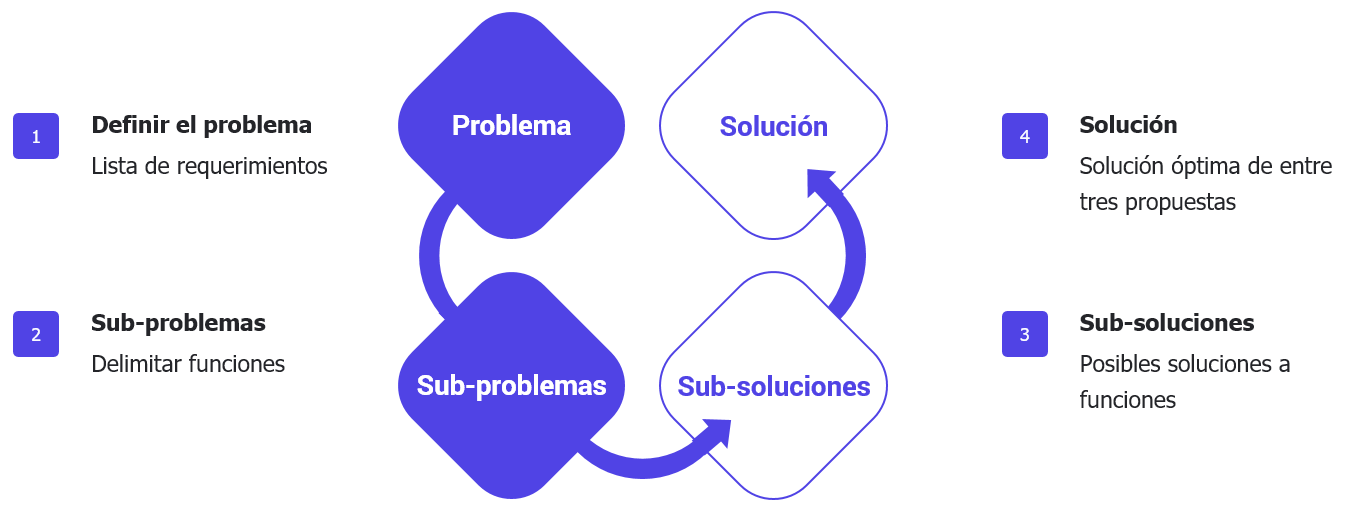 1
Definir el problema
Lista de requerimientos
2
Sub-problemas
Delimitar funciones
Problema
Solución
Sub-problemas
Sub-soluciones
4
Solución
Solución óptima de entre
tres propuestas
3
Sub-soluciones
Posibles soluciones a
funciones